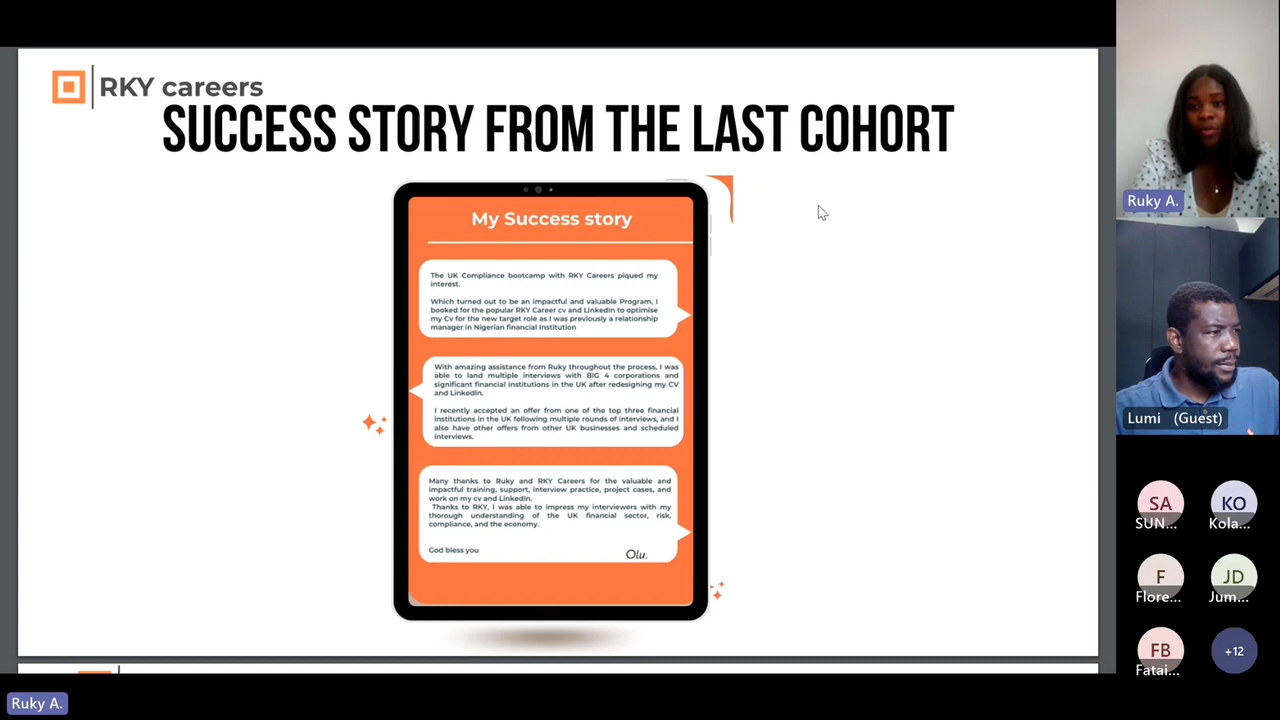 RKY careers
SUCCESS STORY FROM THE LAST COHORT
My Success story
The UK Compliance bootcamp with RKY Careers piqued my
interest.
Which turned out to be an impactful and valuable Program, I
booked for the popular RKY Career cv and LinkedIn to optimise
my Cv for the new target role as I was previously a relationship
manager in Nigerian financial Institution
With amazing assistance from Ruky throughout the process, I was
able to land multiple interviews with BIG 4 corporations and
significant financial institutions in the UK after redesigning my CV
and LinkedIn.
I recently accepted an offer from one of the top three financial
institutions in the UK following multiple rounds of interviews, and I
also have other offers from other UK businesses and scheduled
interviews.
Many thanks to Ruky and RKY Careers for the valuable and
impactful training, support, interview practice, project cases, and
work on my cv and LinkedIn.
Thanks to RKY, I was able to impress my interviewers with my
thorough understanding of the UK financial sector, risk,
compliance, and the economy.
God bless you
Olu.
Ruky A.
Lumi (Guest)
SA
SUN...
KO
Kola...
F
Flore...
JD
Jum...
FB
Fatai...
+12
Ruky A.